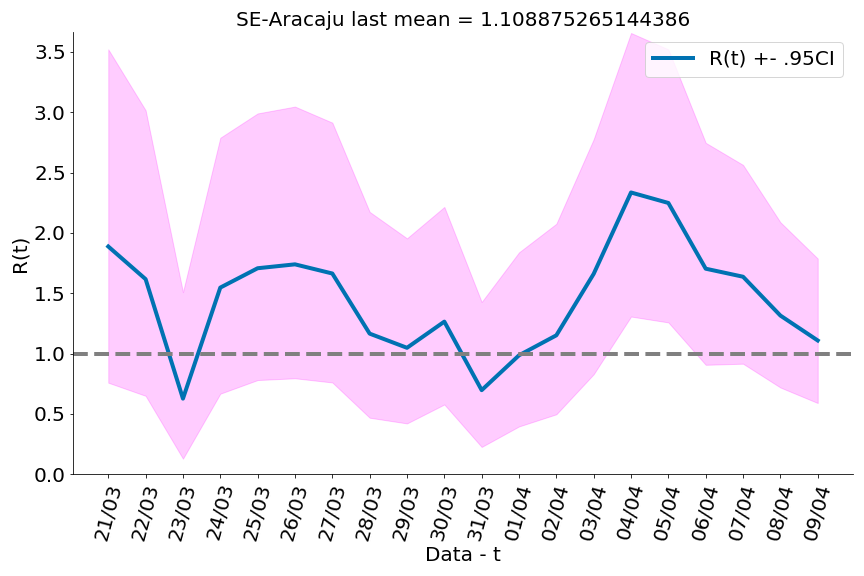 SE-Aracaju last mean = 1.108875265144386
R(t) +- .95CI
R(t)
3.5
3.0
2.5
2.0
1.5
1.0
0.5
0.0
21/03 22/03 23/03 24/03 25/03 26/03 27/03 28/03 29/03 30/03 31/03 01/04 02/04 03/04 04/04 05/04 06/04 07/04 08/04 09/04
Data - t